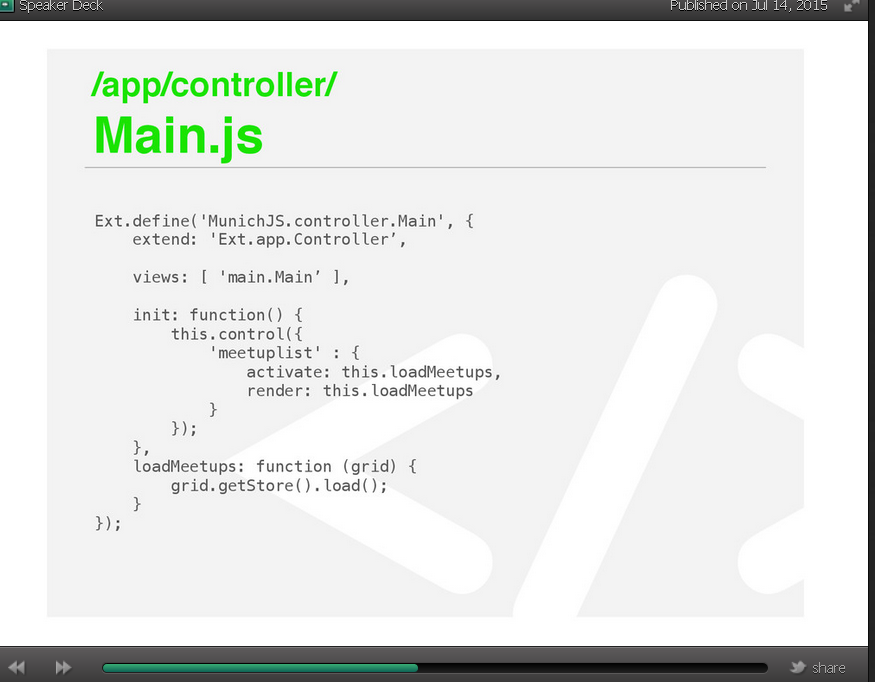 Speaker Deck
Published on Jul 14, 2015
/app/controller/
Main.js
Ext.define('MunichJS.controller.Main', {
    extend: 'Ext.app.Controller’,
    views: [ 'main.Main’ ],
    init: function() {
        this.control({
            'meetuplist' : {
                activate: this.loadMeetups,
                render: this.loadMeetups
            }
        });
    },
    loadMeetups: function (grid) {
        grid.getStore().load();
    }
});
share